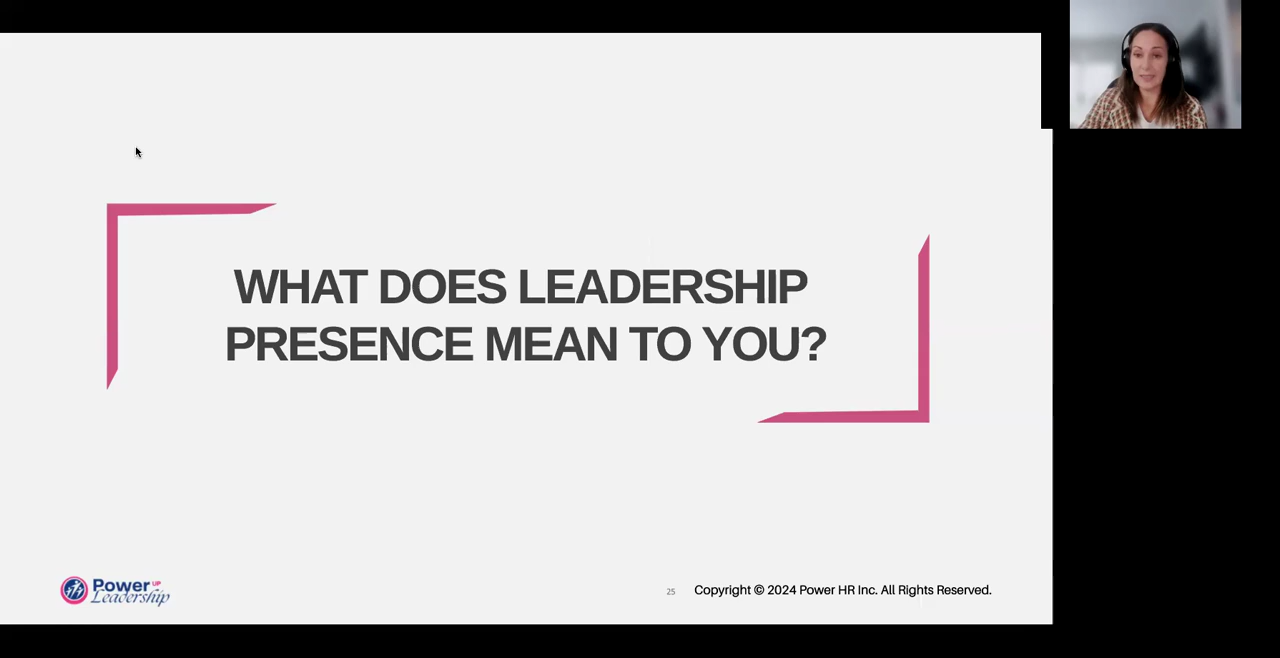 WHAT DOES LEADERSHIP
PRESENCE MEAN TO YOU?
Power UP
Leadership
25
Copyright © 2024 Power HR Inc. All Rights Reserved.